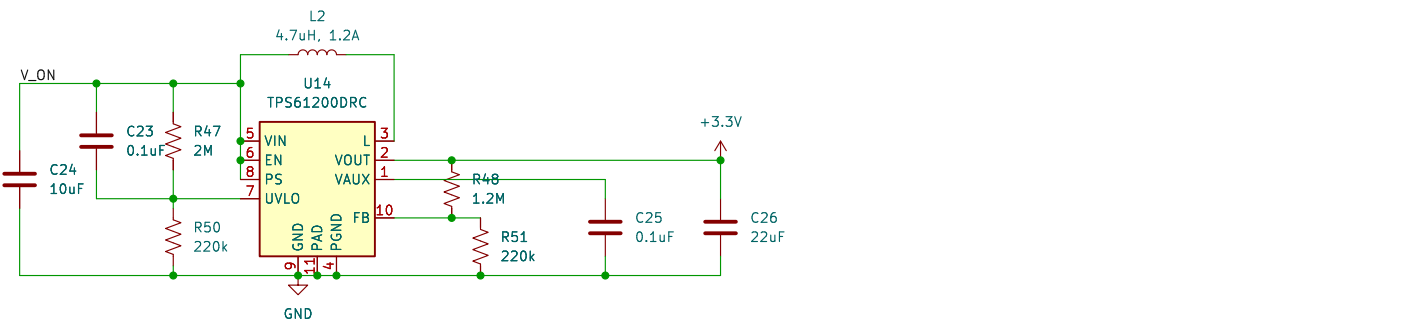 L2
4.7uH, 1.2A
V_ON
U14
TPS61200DRC
+3.3V
C23
0.1uF
R47
2M
5
VIN
L
3
6
EN
VOUT
2
C24
10uF
8
PS
VAUX
1
R48
1.2M
7
UVLO
FB
10
R50
220k
GND
PAD
PGND
R51
220k
C25
0.1uF
C26
22uF
9
11
4
GND